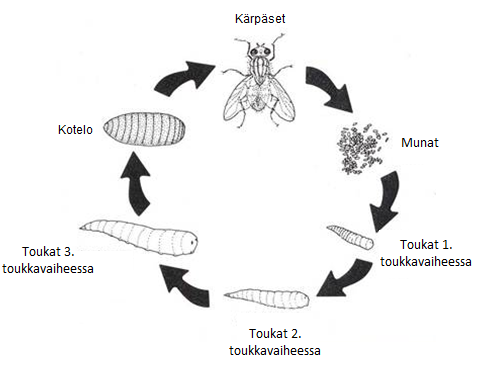 Kärpäset
Munat
Toukat 1.
toukkavaiheessa
Toukat 2.
toukkavaiheessa
Toukat 3.
toukkavaiheessa
Kotelo